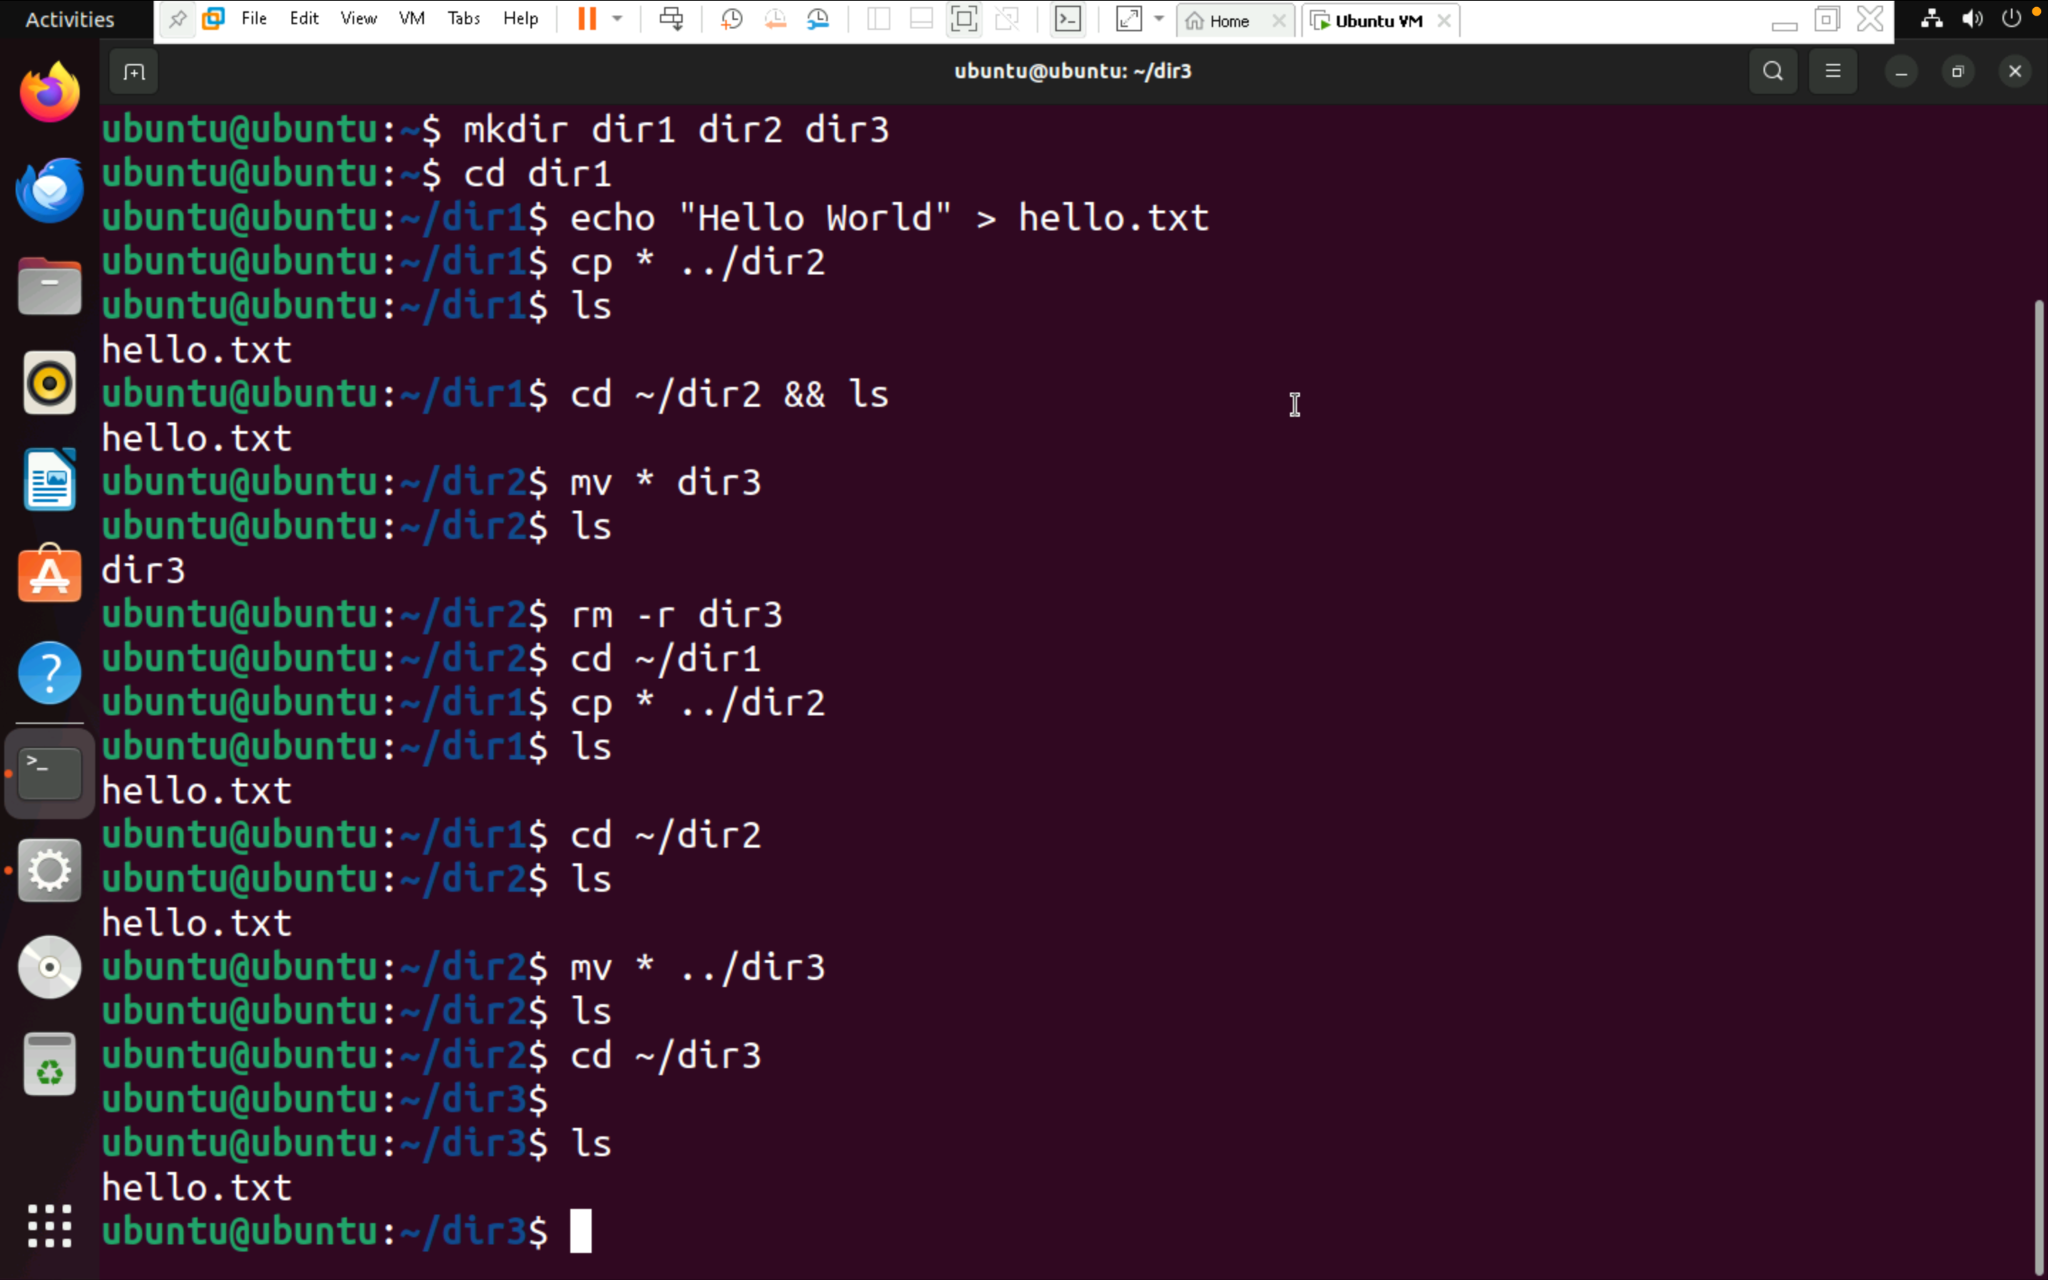 Activities File Edit View VM Tabs Help Home Ubuntu VM
ubuntu@ubuntu: ~/dir3
ubuntu@ubuntu:~$ mkdir dir1 dir2 dir3
ubuntu@ubuntu:~$ cd dir1
ubuntu@ubuntu:~/dir1$ echo "Hello World" > hello.txt
ubuntu@ubuntu:~/dir1$ cp * ../dir2
ubuntu@ubuntu:~/dir1$ ls
hello.txt
ubuntu@ubuntu:~/dir1$ cd ~/dir2 && ls
hello.txt
ubuntu@ubuntu:~/dir2$ mv * dir3
ubuntu@ubuntu:~/dir2$ ls
dir3
ubuntu@ubuntu:~/dir2$ rm -r dir3
ubuntu@ubuntu:~/dir2$ cd ~/dir1
ubuntu@ubuntu:~/dir1$ cp * ../dir2
ubuntu@ubuntu:~/dir1$ ls
hello.txt
ubuntu@ubuntu:~/dir1$ cd ~/dir2
ubuntu@ubuntu:~/dir2$ ls
hello.txt
ubuntu@ubuntu:~/dir2$ mv * ../dir3
ubuntu@ubuntu:~/dir2$ ls
ubuntu@ubuntu:~/dir2$ cd ~/dir3
ubuntu@ubuntu:~/dir3$
ubuntu@ubuntu:~/dir3$ ls
hello.txt
ubuntu@ubuntu:~/dir3$